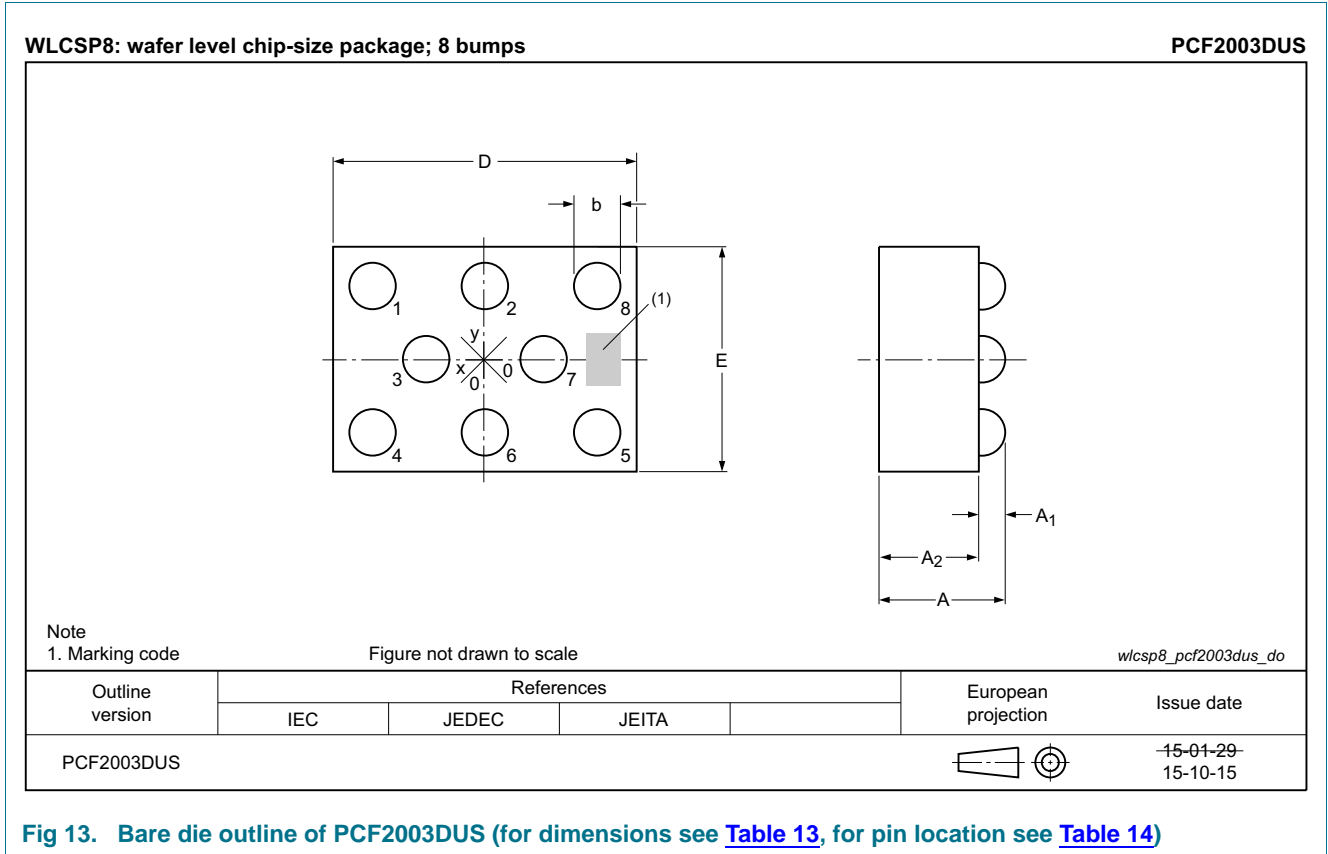 WLCSP8: wafer level chip-size package; 8 bumps
PCF2003DUS
D
b
1
2
8
(1)
y
x
0
0
3
7
E
4
6
5
A1
A2
A
Note
1. Marking code
Figure not drawn to scale
wlcsp8_pcf2003dus_do
Outline version
References
European projection
Issue date
IEC
JEDEC
JEITA
PCF2003DUS
15-01-29
15-10-15
Fig 13. Bare die outline of PCF2003DUS (for dimensions see Table 13, for pin location see Table 14)